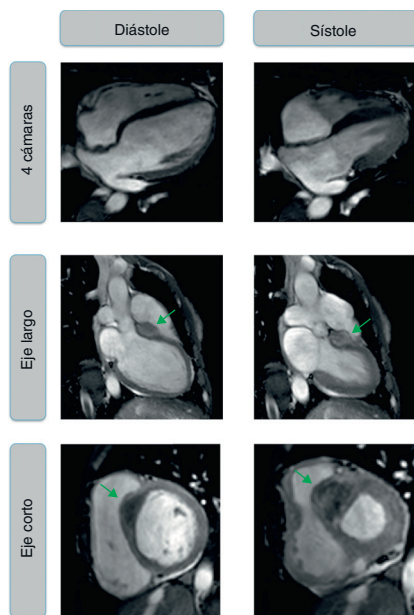 Diástole
Sístole
4 cámaras
Eje largo
Eje corto